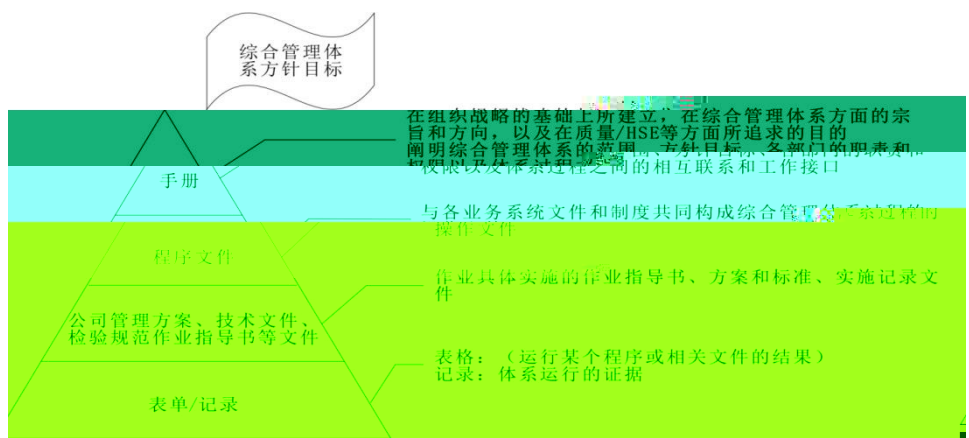 综合管理体
系方针目标
在组织战略的基础上所建立，在综合管理体系方面的宗
旨和方向，以及在质量/HSE等方面所追求的目的
阐明综合管理体系的范围、方针目标、各部门的职责和
权限以及体系过程之间的相互联系和工作接口
手册
与各业务系统文件和制度共同构成综合管理体系过程的
操作文件
程序文件
作业具体实施的作业指导书、方案和标准、实施记录文
件
公司管理方案、技术文件、
检验规范作业指导书等文件
表格：（运行某个程序或相关文件的结果）
记录：体系运行的证据
表单/记录